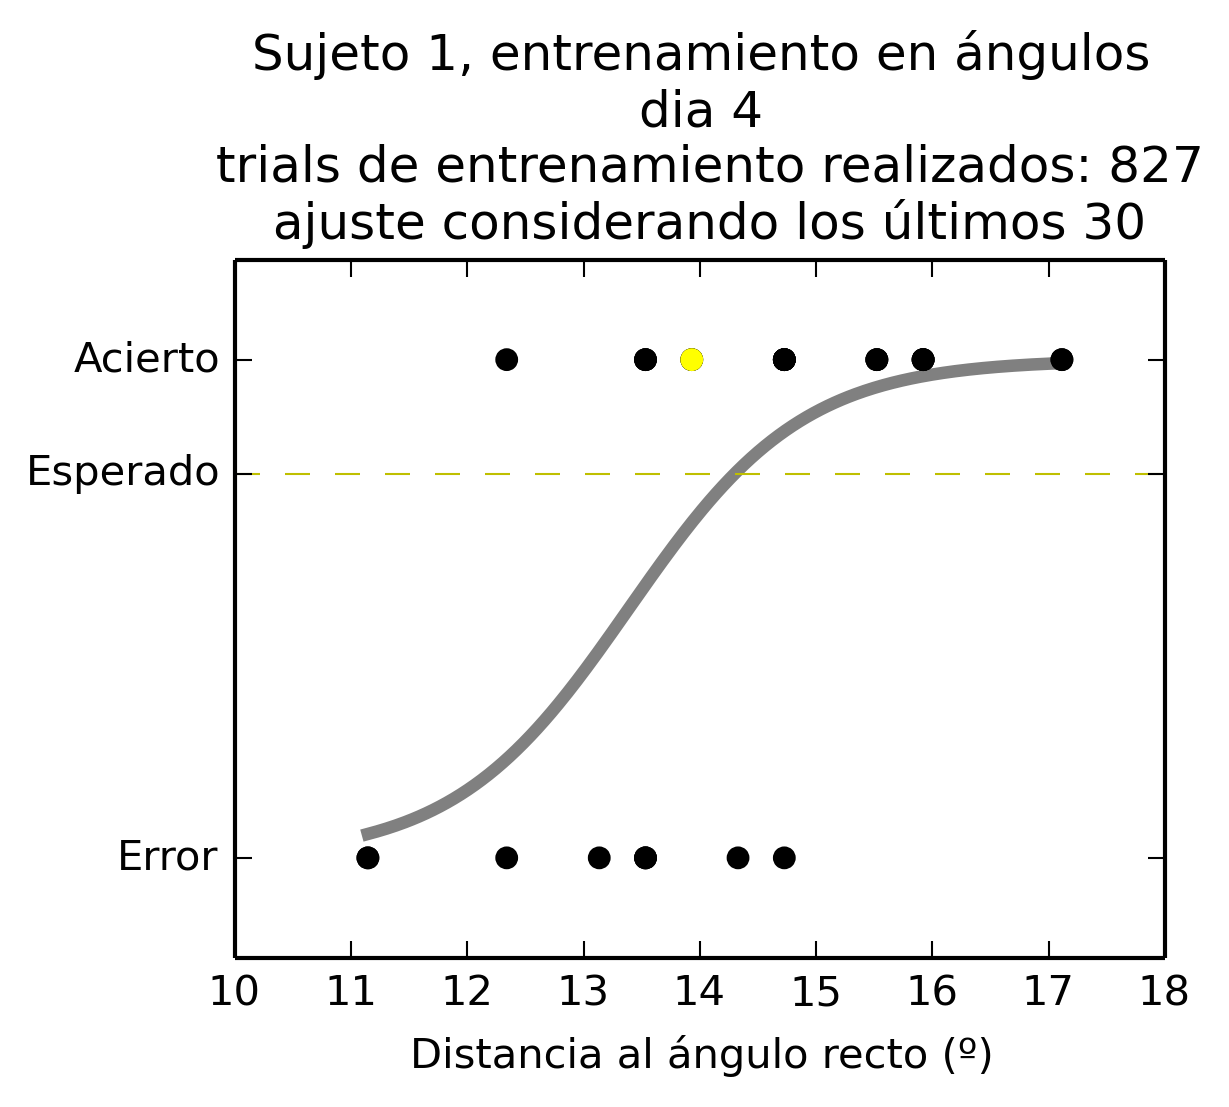 Sujeto 1, entrenamiento en ángulos
dia 4
trials de entrenamiento realizados: 827
ajuste considerando los últimos 30
Acierto
Esperado
Error
10 11 12 13 14 15 16 17 18
Distancia al ángulo recto (º)